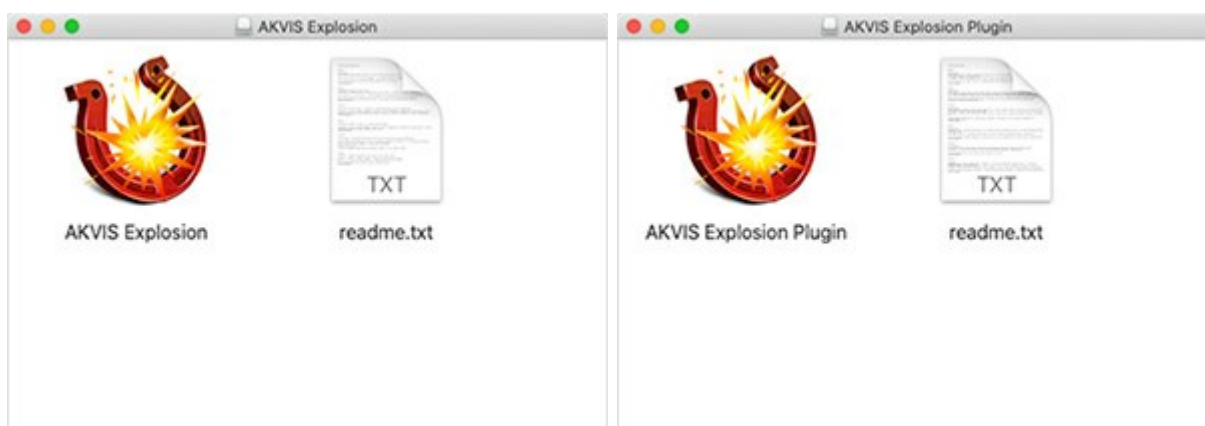 AKVIS Explosion
TXT
AKVIS Explosion
readme.txt
AKVIS Explosion Plugin
TXT
AKVIS Explosion Plugin
readme.txt